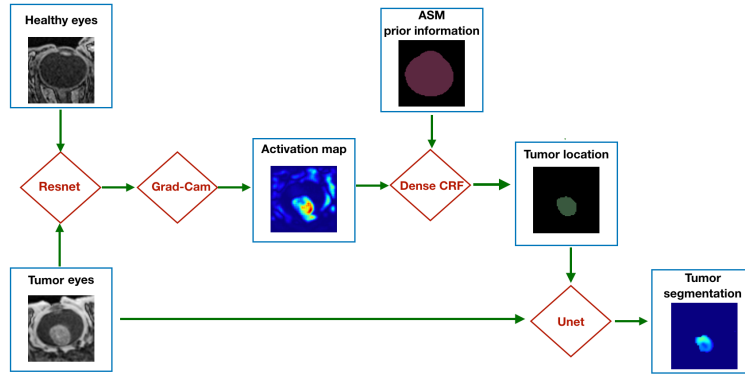 Healthy eyes
ASM
prior information
Resnet
Grad-Cam
Activation map
Dense CRF
Tumor location
Tumor eyes
Unet
Tumor
segmentation